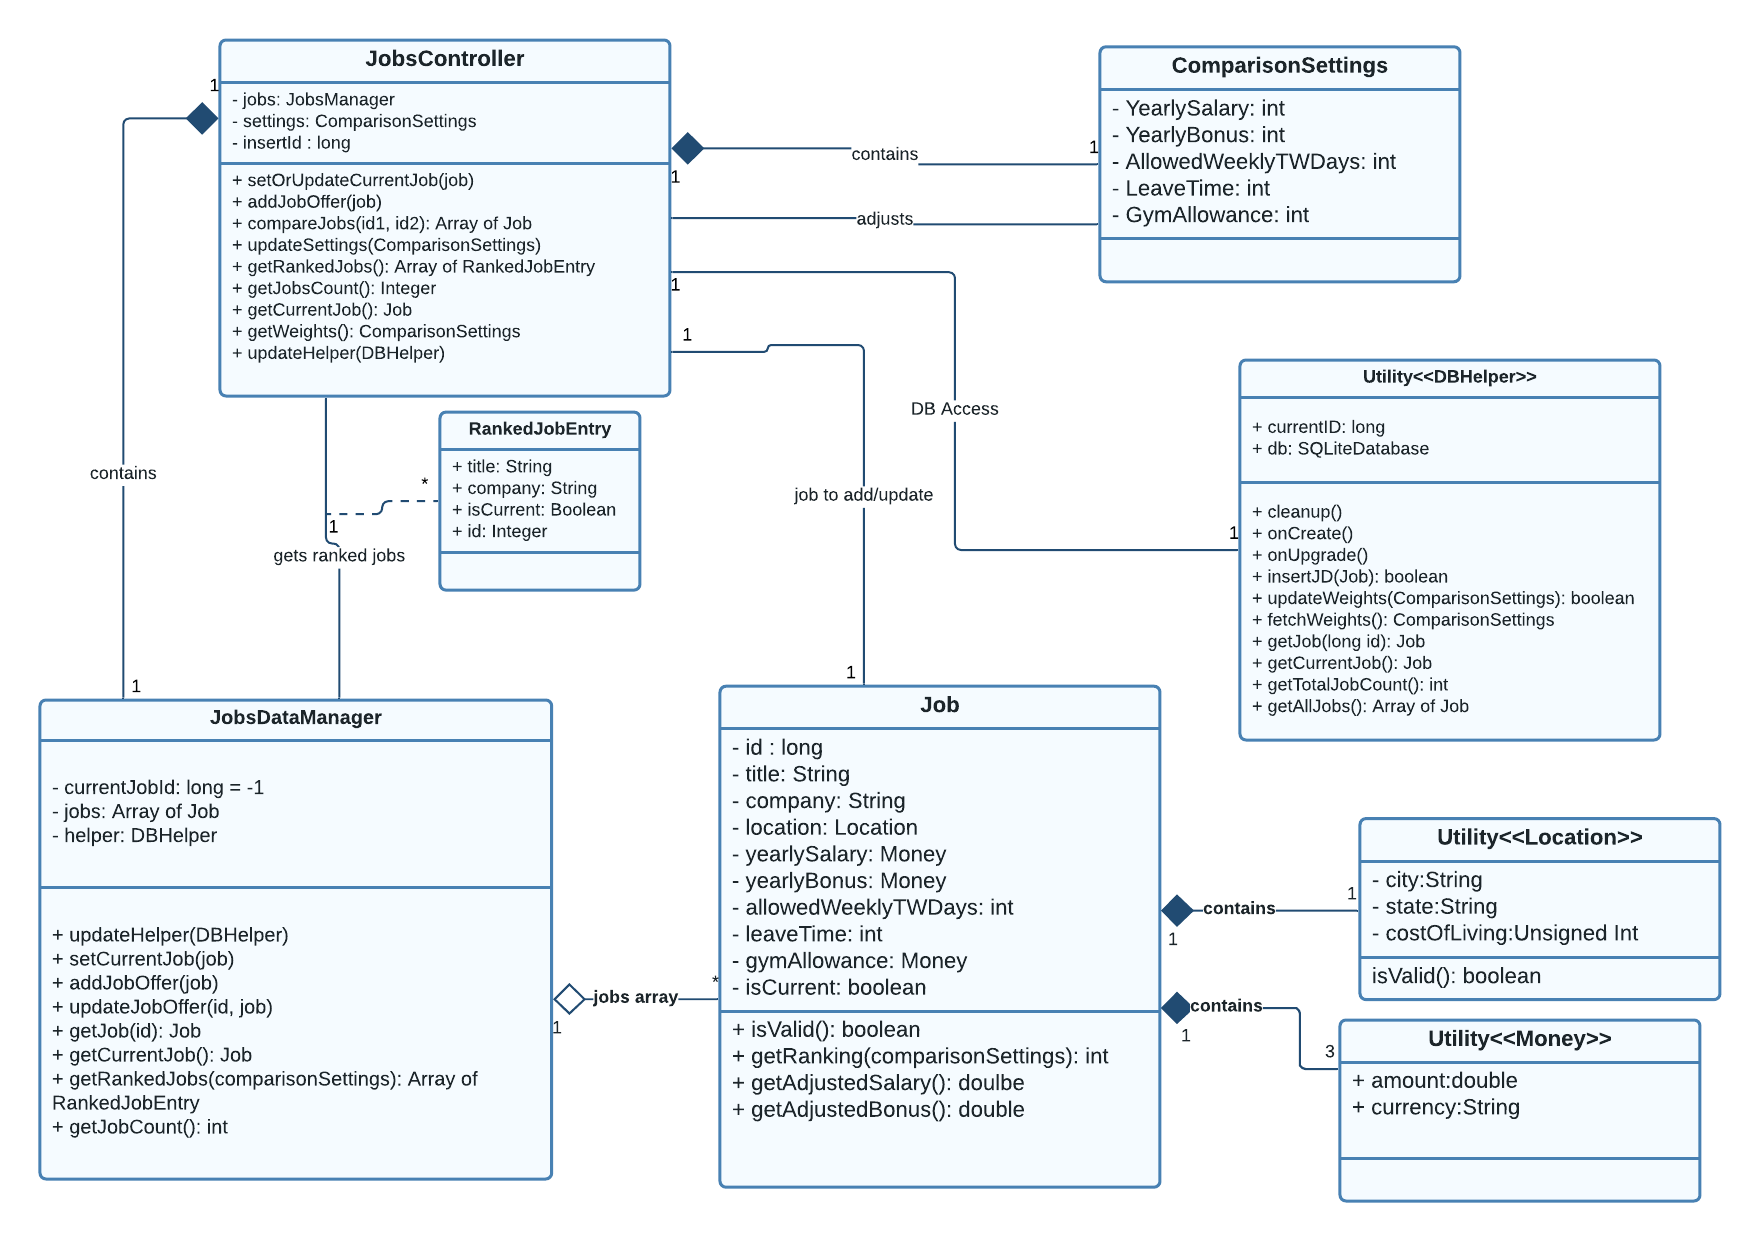 JobsController
1
- jobs: JobsManager
- settings: ComparisonSettings
- insertId : long
+ setOrUpdateCurrentJob(job)
+ addJobOffer(job)
+ compareJobs(id1, id2): Array of Job
+ updateSettings(ComparisonSettings)
+ getRankedJobs(): Array of RankedJobEntry
+ getJobsCount(): Integer
+ getCurrentJob(): Job
+ getWeights(): ComparisonSettings
+ updateHelper(DBHelper)
contains
1
1
adjusts
1
1
ComparisonSettings
- YearlySalary: int
- YearlyBonus: int
- AllowedWeeklyTWDays: int
- LeaveTime: int
- GymAllowance: int
DB Access
1
job to add/update
1
Utility<<DBHelper>>
+ currentID: long
+ db: SQLiteDatabase
+ cleanup()
+ onCreate()
+ onUpgrade()
+ insertJD(Job): boolean
+ updateWeights(ComparisonSettings): boolean
+ fetchWeights(): ComparisonSettings
+ getJob(long id): Job
+ getCurrentJob(): Job
+ getTotalJobCount(): int
+ getAllJobs(): Array of Job
RankedJobEntry
+ title: String
+ company: String
+ isCurrent: Boolean
+ id: Integer
*
1
gets ranked jobs
contains
1
JobsDataManager
- currentJobId: long = -1
- jobs: Array of Job
- helper: DBHelper
+ updateHelper(DBHelper)
+ setCurrentJob(job)
+ addJobOffer(job)
+ updateJobOffer(id, job)
+ getJob(id): Job
+ getCurrentJob(): Job
+ getRankedJobs(comparisonSettings): Array of
RankedJobEntry
+ getJobCount(): int
jobs array
1
*
Job
- id : long
- title: String
- company: String
- location: Location
- yearlySalary: Money
- yearlyBonus: Money
- allowedWeeklyTWDays: int
- leaveTime: int
- gymAllowance: Money
- isCurrent: boolean
+ isValid(): boolean
+ getRanking(comparisonSettings): int
+ getAdjustedSalary(): doulbe
+ getAdjustedBonus(): double
contains
1
1
contains
1
3
Utility<<Location>>
- city:String
- state:String
- costOfLiving:Unsigned Int
isValid(): boolean
Utility<<Money>>
+ amount:double
+ currency:String